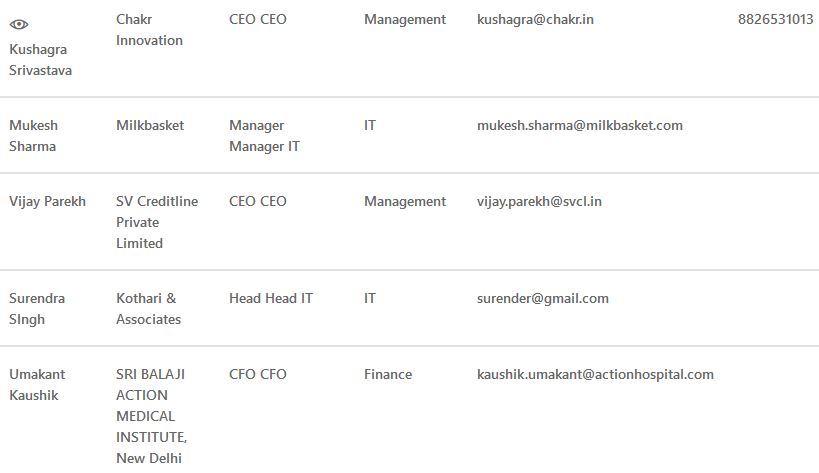 Kushagra
Srivastava
Chakr
Innovation
CEO CEO
Management
kushagra@chakr.in
8826531013
Mukesh
Sharma
Milkbasket
Manager
Manager IT
IT
mukesh.sharma@milkbasket.com
Vijay Parekh
SV Creditline
Private
Limited
CEO CEO
Management
vijay.parekh@svcl.in
Surendra
SIngh
Kothari &
Associates
Head Head IT
IT
surender@gmail.com
Umakant
Kaushik
SRI BALAJI
ACTION
MEDICAL
INSTITUTE,
New Delhi
CFO CFO
Finance
kaushik.umakant@actionhospital.com